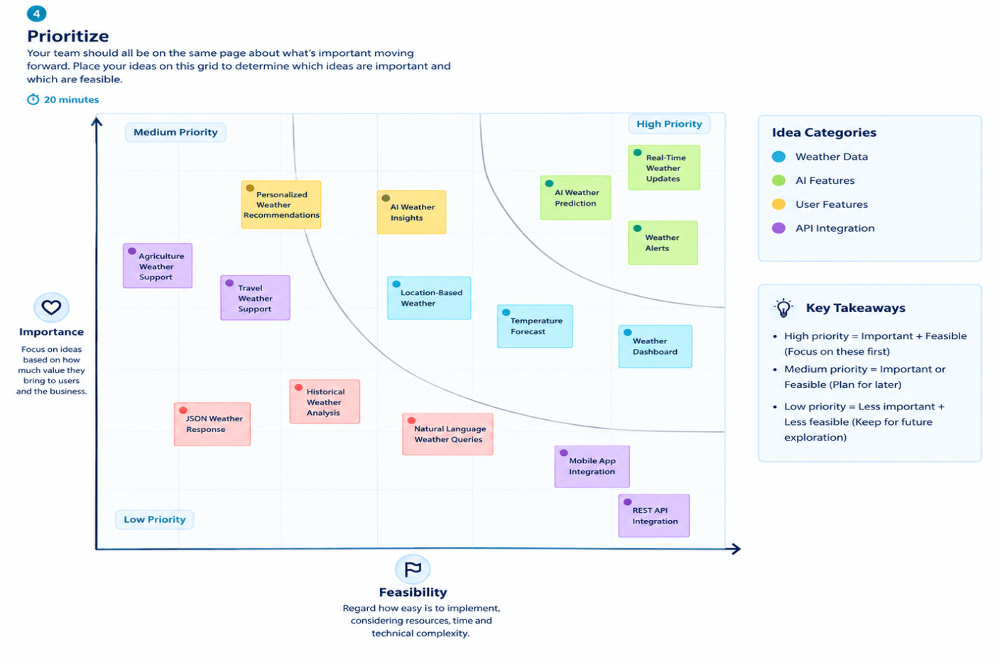 4
Prioritize
Your team should all be on the same page about what's important moving
forward. Place your ideas on this grid to determine which ideas are important and
which are feasible.
20 minutes
Medium Priority
High Priority
Real-Time
Weather
Updates
AI Weather
Prediction
Personalized
Weather
Recommendations
AI Weather
Insights
Weather
Alerts
Agriculture
Weather
Support
Travel
Weather
Support
Location-Based
Weather
Temperature
Forecast
Weather
Dashboard
Historical
Weather
Analysis
JSON Weather
Response
Natural Language
Weather Queries
Mobile App
Integration
REST API
Integration
Low Priority
Importance
Focus on ideas
based on how
much value they
bring to users
and the business.
Feasibility
Regard how easy is to implement,
considering resources, time and
technical complexity.
Idea Categories
Weather Data
AI Features
User Features
API Integration
Key Takeaways
• High priority = Important + Feasible
(Focus on these first)
• Medium priority = Important or
Feasible (Plan for later)
• Low priority = Less important +
Less feasible (Keep for future
exploration)